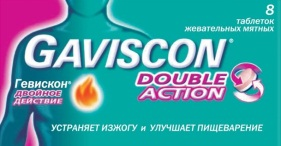 8
таблеток
жевательных мятных
GAVISCON®
Гевискон®
ДВОЙНОЕ
ДЕЙСТВИЕ
DOUBLE
ACTION
УСТРАНЯЕТ ИЗЖОГУ и УЛУЧШАЕТ ПИЩЕВАРЕНИЕ